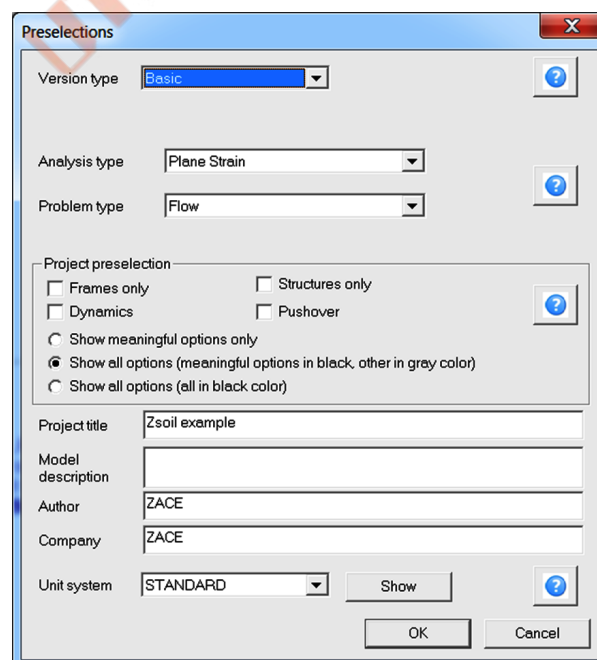 Preselections
Version type Basic
Analysis type Plane Strain
Problem type Flow
Project preselection
Frames only Structures only
Dynamics Pushover
Show meaningful options only
Show all options (meaningful options in black, other in gray color)
Show all options (all in black color)
Project title Zsoil example
Model
description
Author ZACE
Company ZACE
Unit system STANDARD Show
OK Cancel